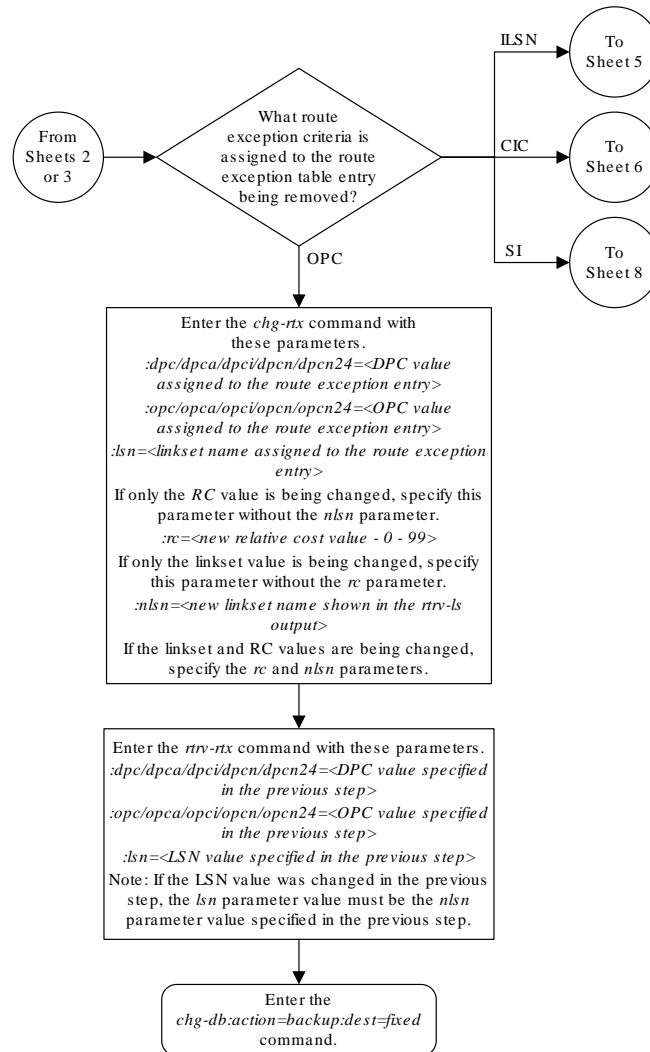 From
Sheets 2
or 3
What route
exception criteria is
assigned to the route
exception table entry
being removed?
ILSN
To
Sheet 5
CIC
To
Sheet 6
SI
To
Sheet 8
OPC
Enter the chg-rtx command with
these parameters.
:dpc/dpca/dpci/dpcn/dpcn24=<DPC value
assigned to the route exception entry>
:opc/opca/opci/opcn/opcn24=<OPC value
assigned to the route exception entry>
:lsn=<linkset name assigned to the route exception
entry>
If only the RC value is being changed, specify this
parameter without the nlsn parameter.
:rc=<new relative cost value - 0 - 99>
If only the linkset value is being changed, specify
this parameter without the rc parameter.
:nlsn=<new linkset name shown in the rtrv-ls
output>
If the linkset and RC values are being changed,
specify the rc and nlsn parameters.
Enter the rtrv-rtx command with these parameters.
:dpc/dpca/dpci/dpcn/dpcn24=<DPC value specified
in the previous step>
:opc/opca/opci/opcn/opcn24=<OPC value specified
in the previous step>
:lsn=<LSN value specified in the previous step>
Note: If the LSN value was changed in the previous
step, the lsn parameter value must be the nlsn
parameter value specified in the previous step.
Enter the
chg-db:action=backup:dest=fixed
command.